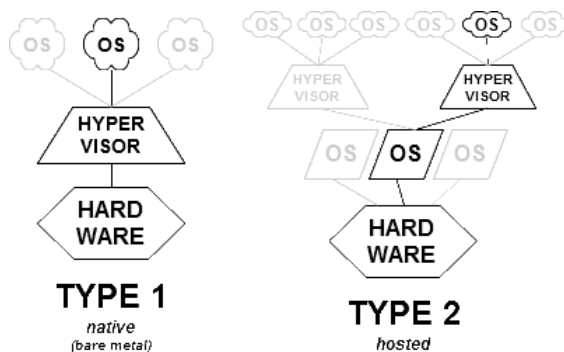 OS OS OS
HYPER
VISOR
HARD
WARE
TYPE 1
native
(bare metal)
OS OS OS OS OS OS
HYPER
VISOR
HYPER
VISOR
OS OS OS
HARD
WARE
TYPE 2
hosted